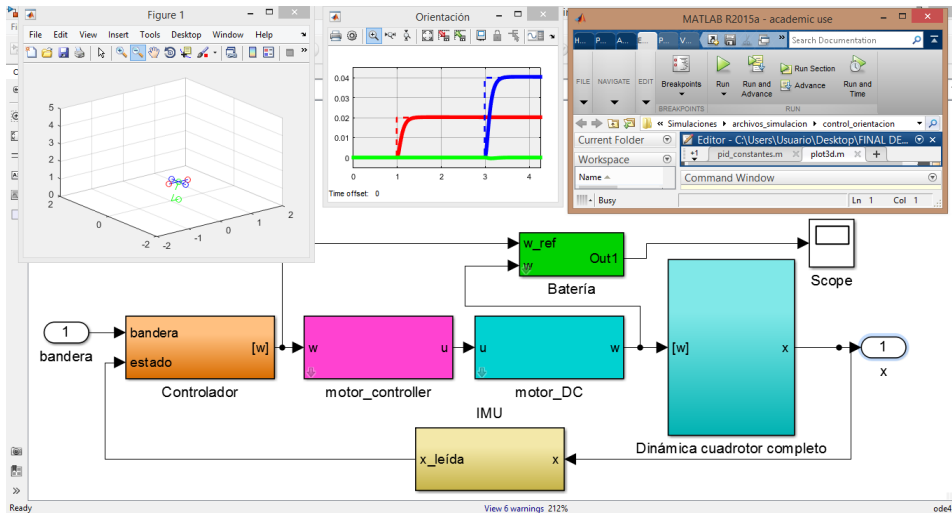 Figure 1
File Edit View Insert Tools Desktop Window Help
5
4
3
2
1
0
2
0
-2
-2
-1
0
1
2
Orientación
0.04
0.03
0.02
0.01
0
0 1 2 3 4
Time offset: 0
MATLAB R2015a - academic use
H... P... A... E... P... V... Search Documentation
FILE NAVIGATE EDIT Breakpoints Run Run and Advance Run Section Advance Run and Time
BREAKPOINTS RUN
« Simulaciones ▸ archivos_simulacion ▸ control_orientacion
Current Folder
Editor - C:\Users\Usuario\Desktop\FINAL DE...
Workspace
pid_constantes.m × plot3d.m × +
Name
Command Window
Busy
Ln 1 Col 1
w_ref
w
Out1
Batería
Scope
1
bandera
bandera
estado
[w]
Controlador
w
u
motor_controller
u
w
motor_DC
[w]
x
Dinámica cuadrotor completo
1
x
IMU
x_leída
x
Ready
View 6 warnings 212%
ode4